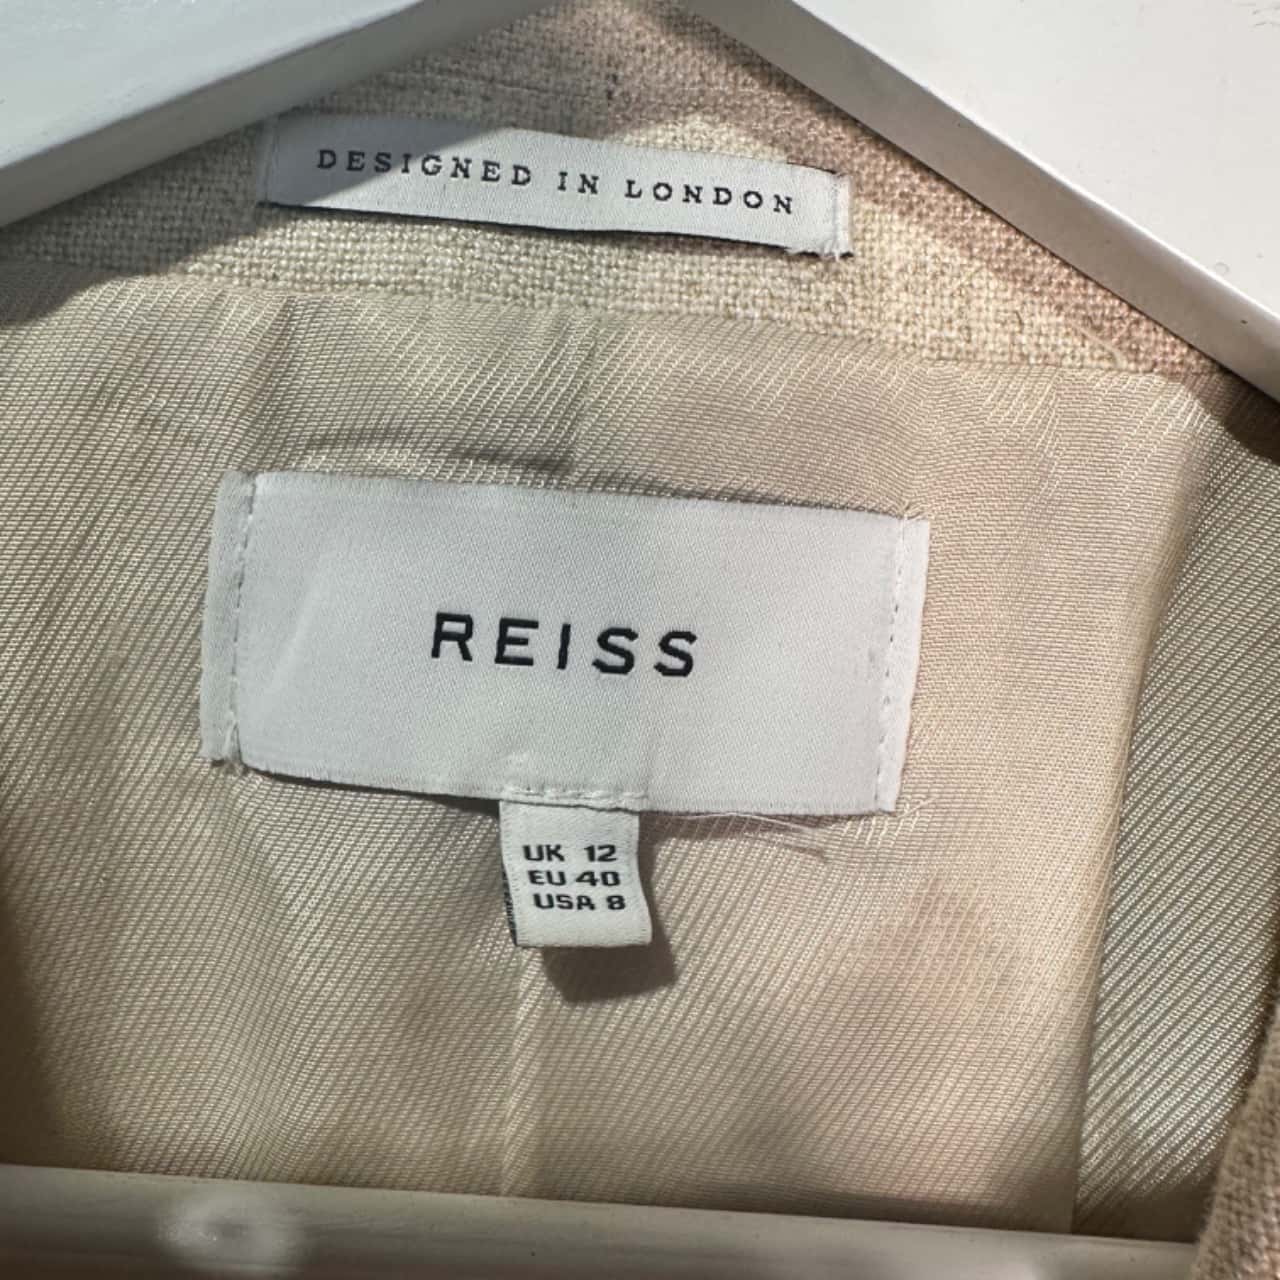 DESIGNED IN LONDON
REISS
UK 12
EU 40
USA 8